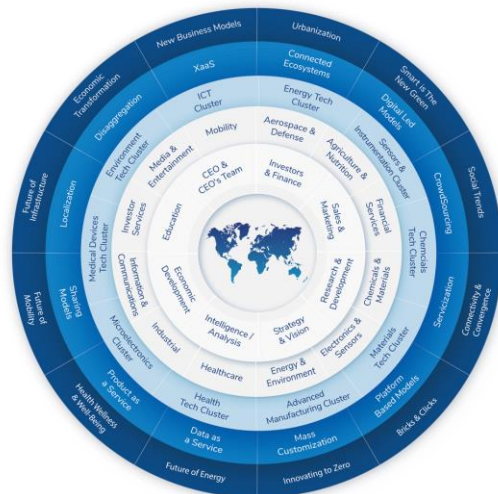 New Business Models
Urbanization
Smart is The
New Green
Social Trends
Connectivity &
Convergence
Bricks & Clicks
Innovating to Zero
Future of Energy
Health Wellness
& Well-Being
Future of
Mobility
Future of
Infrastructure
Economic
Transformation
XaaS
Connected
Ecosystems
Digital Led
Models
CrowdSourcing
Servicization
Platform
Based Models
Mass
Customization
Data as
a Service
Product as
a Service
Sharing
Models
Localization
Disaggregation
ICT
Cluster
Energy Tech
Cluster
Sensors &
Instrumentation Cluster
Chemcials
Tech Cluster
Materials
Tech Cluster
Advanced
Manufacturing Cluster
Health
Tech Cluster
Microelectronics
Cluster
Medical Devices
Tech Cluster
Environment
Tech Cluster
Mobility
Aerospace &
Defense
Agriculture &
Nutrition
Financial
Services
Chemicals &
Materials
Electronics &
Sensors
Energy &
Environment
Healthcare
Industrial
Information &
Communications
Investor
Services
Media &
Entertainment
CEO &
CEO's Team
Investors
& Finance
Sales &
Marketing
Research &
Development
Strategy
& Vision
Intelligence /
Analysis
Economic
Development
Education